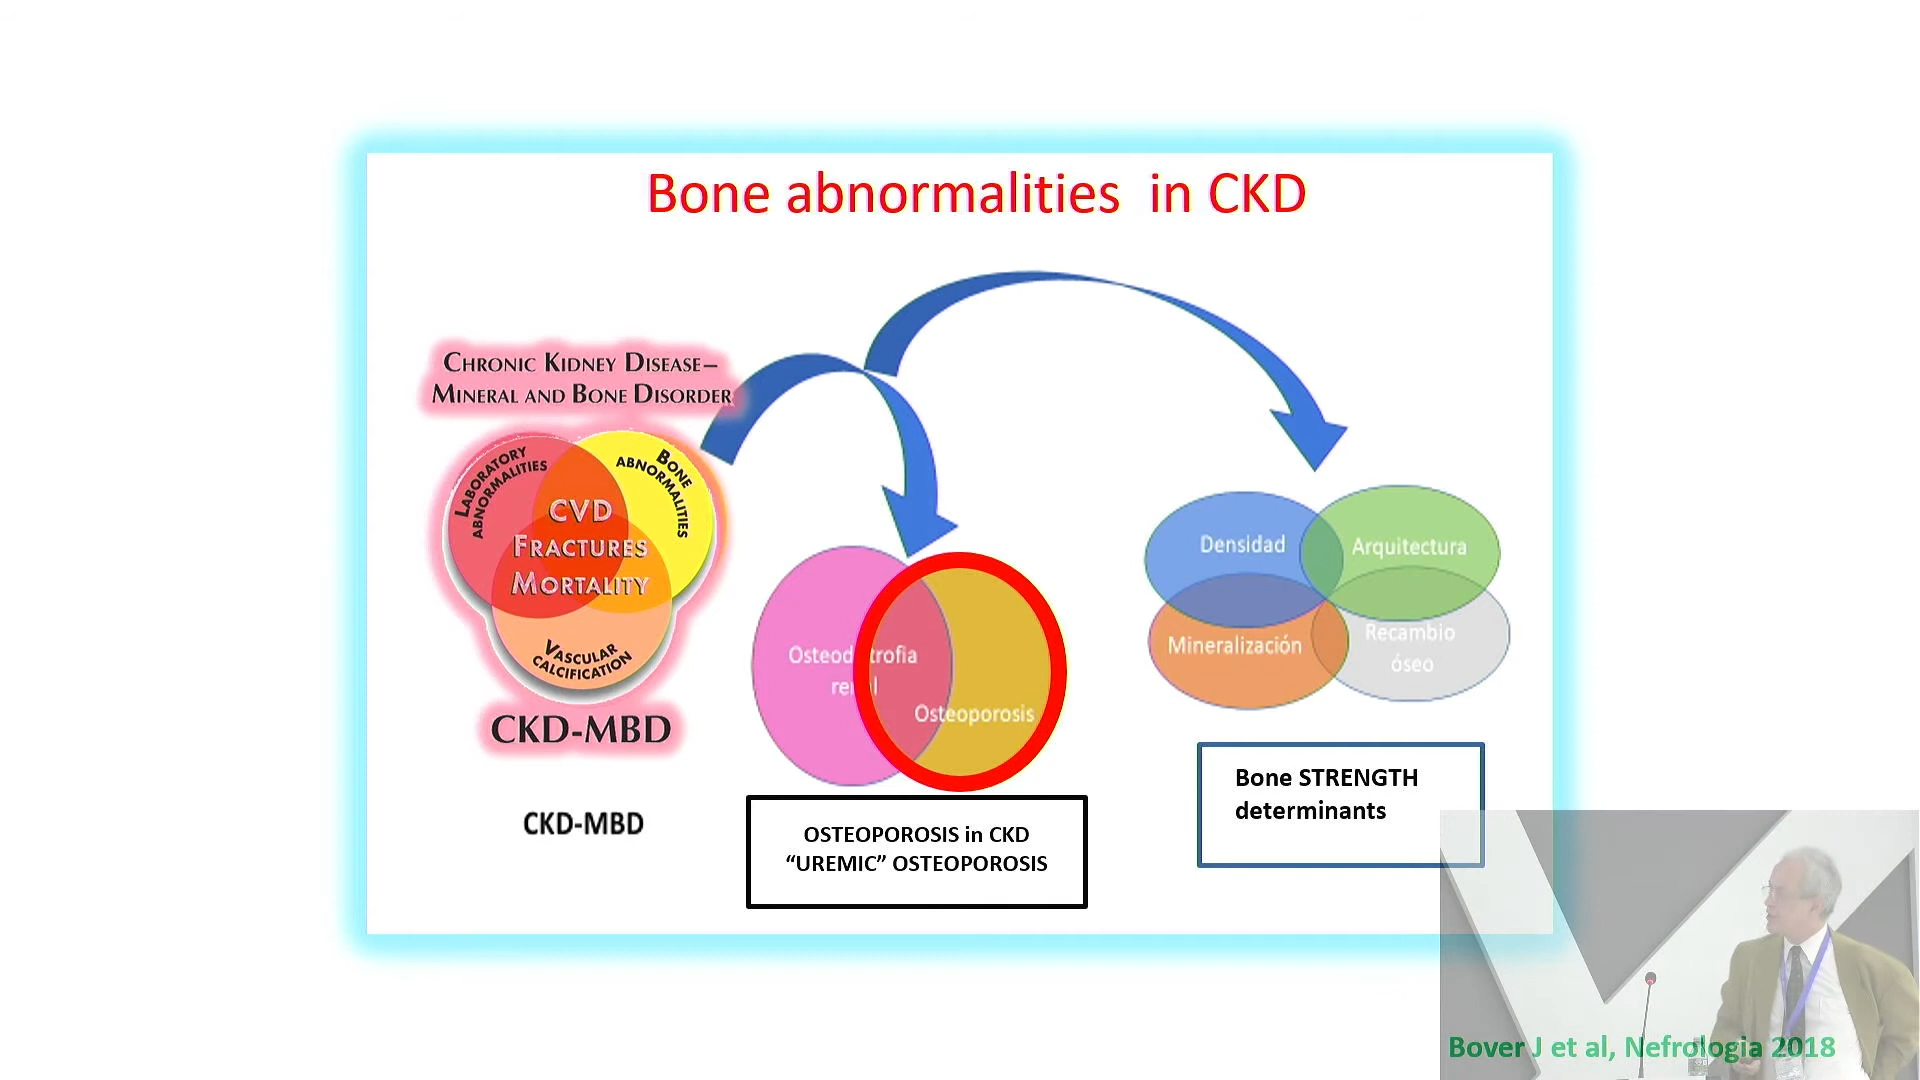 Bone abnormalities in CKD
CHRONIC KIDNEY DISEASE–
MINERAL AND BONE DISORDER
LABORATORY
ABNORMALITIES
BONE
ABNORMALITIES
CVD
FRACTURES
MORTALITY
VASCULAR
CALCIFICATION
CKD-MBD
CKD-MBD
Osteodistrofia
renal
Osteoporosis
OSTEOPOROSIS in CKD
“UREMIC” OSTEOPOROSIS
Densidad
Arquitectura
Mineralización
Recambio
óseo
Bone STRENGTH
determinants
Bover J et al, Nefrologia 2018